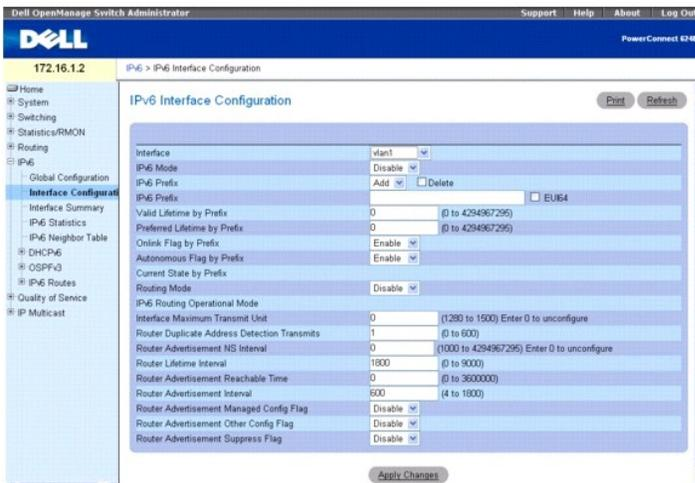 Dell OpenManage Switch Administrator
Support Help About Log Out
DELL
PowerConnect 6248
172.16.1.2
IPv6 > IPv6 Interface Configuration
Home
System
Switching
Statistics/RMON
Routing
IPv6
Global Configuration
Interface Configurati
Interface Summary
IPv6 Statistics
IPv6 Neighbor Table
DHCPv6
OSPFv3
IPv6 Routes
Quality of Service
IP Multicast
IPv6 Interface Configuration
Print Refresh
Interface vlan1
IPv6 Mode Disable
IPv6 Prefix Add Delete
IPv6 Prefix EUI64
Valid Lifetime by Prefix 0 (0 to 4294967295)
Preferred Lifetime by Prefix 0 (0 to 4294967295)
Onlink Flag by Prefix Enable
Autonomous Flag by Prefix Enable
Current State by Prefix
Routing Mode Disable
IPv6 Routing Operational Mode
Interface Maximum Transmit Unit 0 (1280 to 1500) Enter 0 to unconfigure
Router Duplicate Address Detection Transmits 1 (0 to 600)
Router Advertisement NS Interval 0 (1000 to 4294967295) Enter 0 to unconfigure
Router Lifetime Interval 1800 (0 to 9000)
Router Advertisement Reachable Time 0 (0 to 3600000)
Router Advertisement Interval 600 (4 to 1800)
Router Advertisement Managed Config Flag Disable
Router Advertisement Other Config Flag Disable
Router Advertisement Suppress Flag Disable
Apply Changes